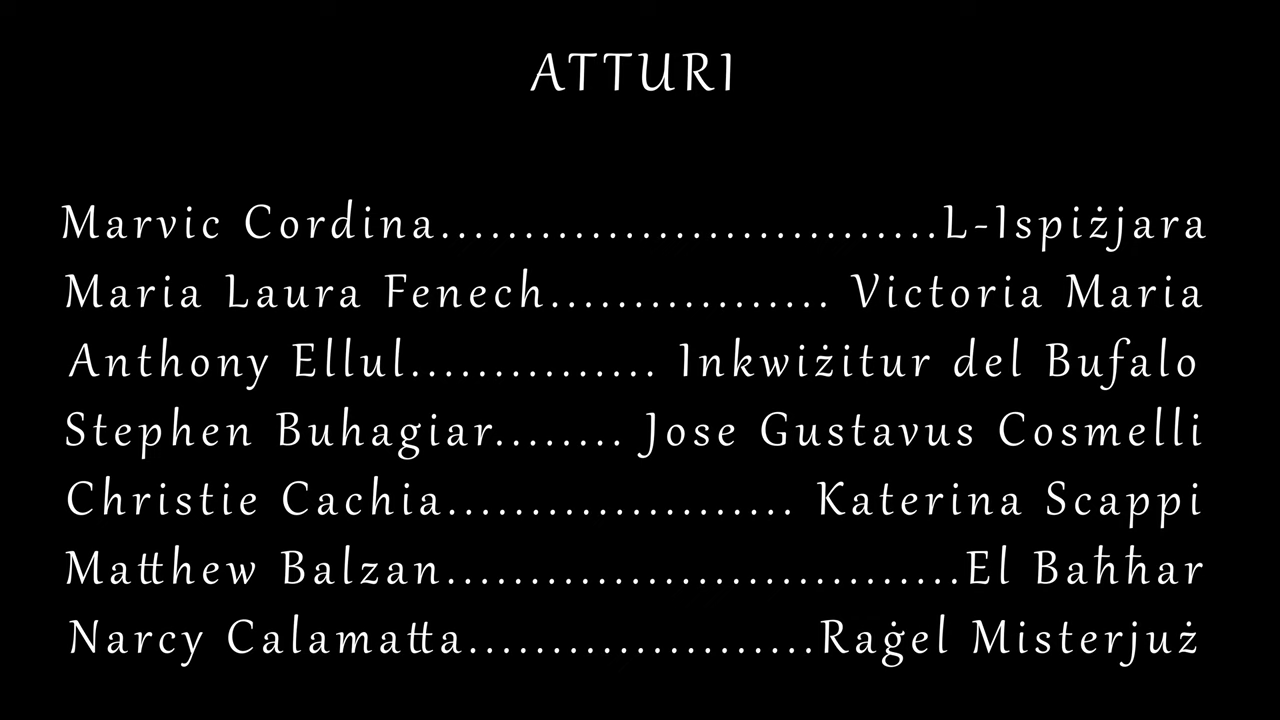 ATTURI
Marvic Cordina..............................L-Ispiżjara
Maria Laura Fenech................. Victoria Maria
Anthony Ellul............... Inkwiżitur del Bufalo
Stephen Buhagiar........ Jose Gustavus Cosmelli
Christie Cachia..................... Katerina Scappi
Matthew Balzan...............................El Baħħar
Narcy Calamatta.....................Raġel Misterjuż